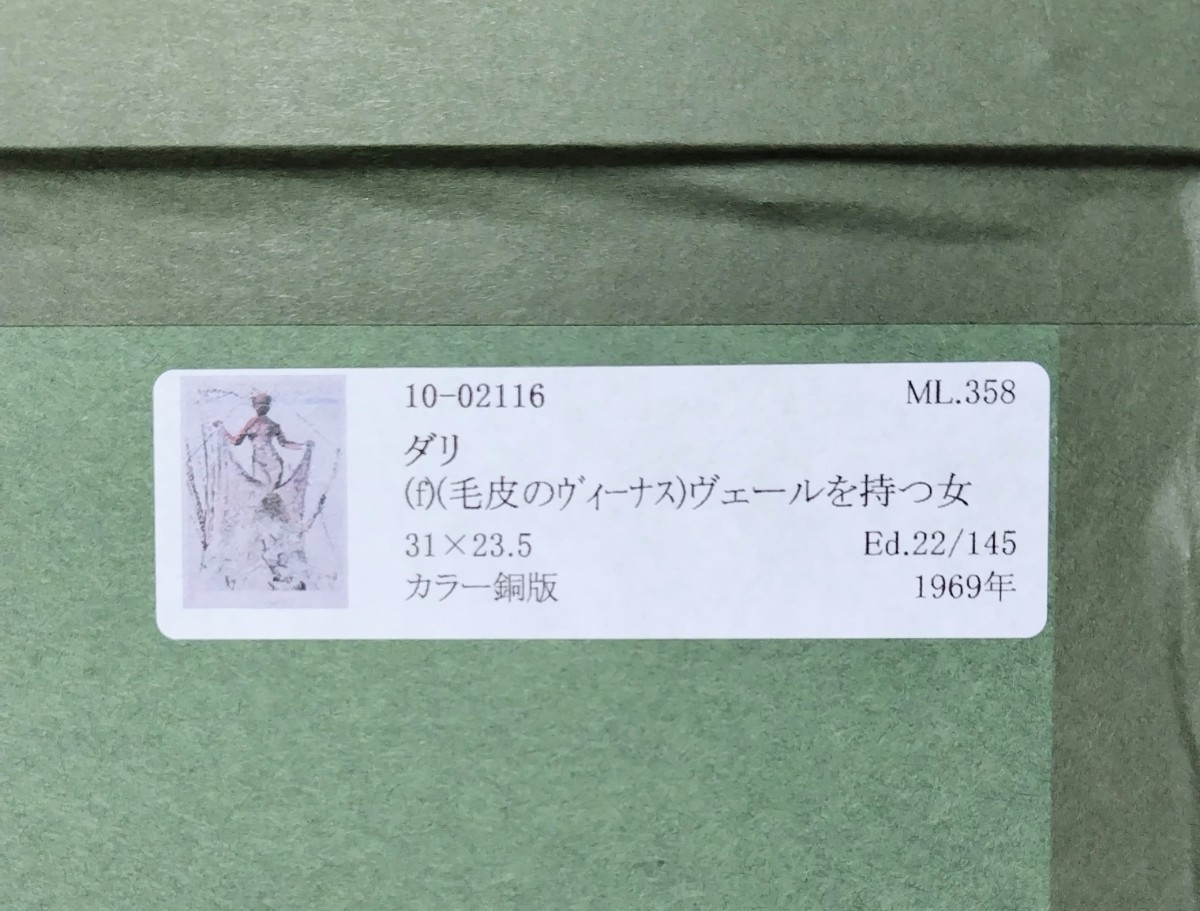 10-02116 ML.358
ダリ
(f)(毛皮のヴィーナス)ヴェールを持つ女
31×23.5 Ed.22/145
カラー銅版 1969年